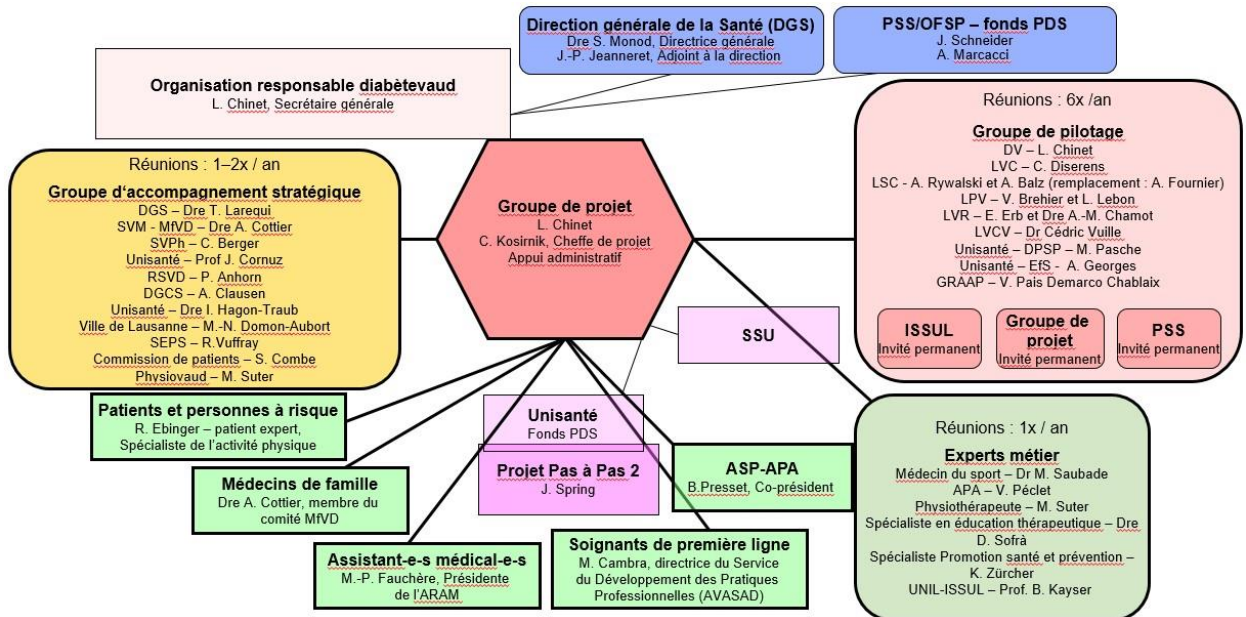 Direction générale de la Santé (DGS)
Dre S. Monod, Directrice générale
J.-P. Jeanneret, Adjoint à la direction
PSS/OFSP – fonds PDS
J. Schneider
A. Marcacci
Organisation responsable diabètevaud
L. Chinet, Secrétaire générale
Réunions : 1–2x / an
Groupe d'accompagnement stratégique
DGS – Dre T. Larequi
SVM - MfVD – Dre A. Cottier
SVPh – C. Berger
Unisanté – Prof J. Cornuz
RSVD – P. Anhorn
DGCS – A. Clausen
Unisanté – Dre I. Hagon-Traub
Ville de Lausanne – M.-N. Domon-Aubort
SEPS – R.Vuffray
Commission de patients – S. Combe
Physiovaud – M. Suter
Groupe de projet
L. Chinet
C. Kosirnik, Cheffe de projet
Appui administratif
Réunions : 6x /an
Groupe de pilotage
DV – L. Chinet
LVC – C. Diserens
LSC - A. Rywalski et A. Balz (remplacement : A. Fournier)
LPV – V. Brehier et L. Lebon
LVR – E. Erb et Dre A.-M. Chamot
LVCV – Dr Cédric Vuille
Unisanté – DPSP – M. Pasche
Unisanté – EfS - A. Georges
GRAAP – V. Pais Demarco Chablaix
ISSUL
Invité permanent
Groupe de
projet
Invité permanent
PSS
Invité permanent
SSU
Unisanté
Fonds PDS
Projet Pas à Pas 2
J. Spring
Patients et personnes à risque
R. Ebinger – patient expert,
Spécialiste de l'activité physique
Médecins de famille
Dre A. Cottier, membre du
comité MfVD
Assistant-e-s médical-e-s
M.-P. Fauchère, Présidente
de l'ARAM
Soignants de première ligne
M. Cambra, directrice du Service
du Développement des Pratiques
Professionnelles (AVASAD)
ASP-APA
B.Presset, Co-président
Réunions : 1x / an
Experts métier
Médecin du sport – Dr M. Saubade
APA – V. Péclet
Physiothérapeute – M. Suter
Spécialiste en éducation thérapeutique – Dre
D. Sofrà
Spécialiste Promotion santé et prévention –
K. Zürcher
UNIL-ISSUL – Prof. B. Kayser